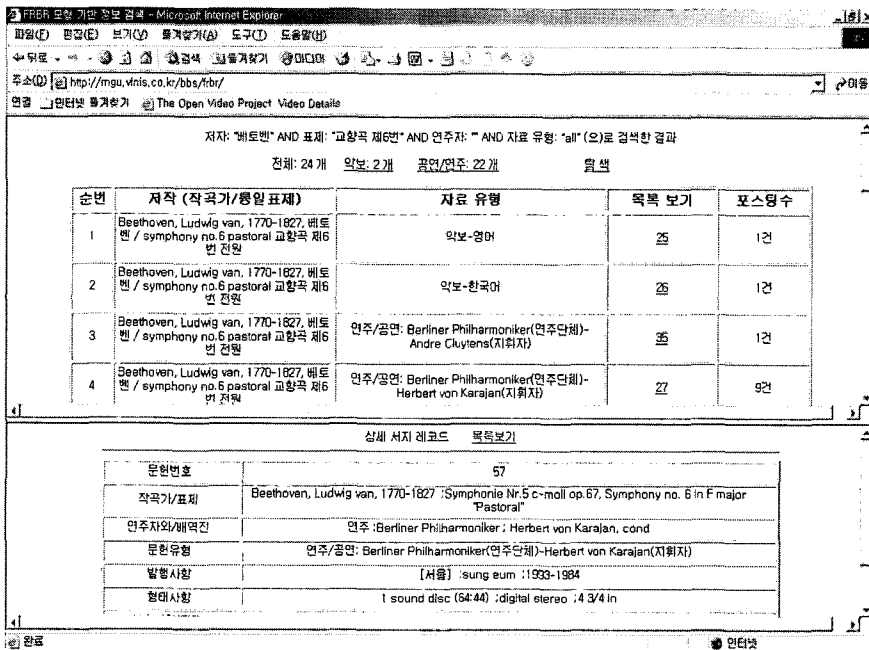 FRBR 모형 기반 정보 검색 - Microsoft Internet Explorer
파일(F) 편집(E) 보기(V) 즐겨찾기(A) 도구(T) 도움말(H)
뒤로 검색 즐겨찾기 미디어
주소(D) http://mgu.vlnis.co.kr/bbs/frbr/ 이동
연결 인터넷 즐겨찾기 The Open Video Project Video Details
저자: "베토벤" AND 표제: "교향곡 제6번" AND 연주자: "" AND 자료 유형: "all" (으)로 검색한 결과
전체: 24개 악보: 2개 공연/연주: 22개 탐색
순번 저작 (작곡가/통일표제) 자료 유형 목록 보기 포스팅수
1 Beethoven, Ludwig van, 1770-1827, 베토
벤 / symphony no.6 pastoral 교향곡 제6
번 전원 악보-영어 25 1건
2 Beethoven, Ludwig van, 1770-1827, 베토
벤 / symphony no.6 pastoral 교향곡 제6
번 전원 악보-한국어 26 1건
3 Beethoven, Ludwig van, 1770-1827, 베토
벤 / symphony no.6 pastoral 교향곡 제6
번 전원 연주/공연: Berliner Philharmoniker(연주단체)-
Andre Cluytens(지휘자) 35 1건
4 Beethoven, Ludwig van, 1770-1827, 베토
벤 / symphony no.6 pastoral 교향곡 제6
번 전원 연주/공연: Berliner Philharmoniker(연주단체)-
Herbert von Karajan(지휘자) 27 9건
상세 서지 레코드 목록보기
문헌번호 57
작곡가/표제 Beethoven, Ludwig van, 1770-1827 ;Symphonie Nr.5 c-moll op.67, Symphony no. 6 in F major
"Pastoral"
연주자와/배역진 연주 ;Berliner Philharmoniker ; Herbert von Karajan, cond
문헌유형 연주/공연: Berliner Philharmoniker(연주단체)-Herbert von Karajan(지휘자)
발행사항 [서울] :sung eum ;1993-1984
형태사항 1 sound disc (64:44) ;digital stereo ;4 3/4 in
완료 인터넷